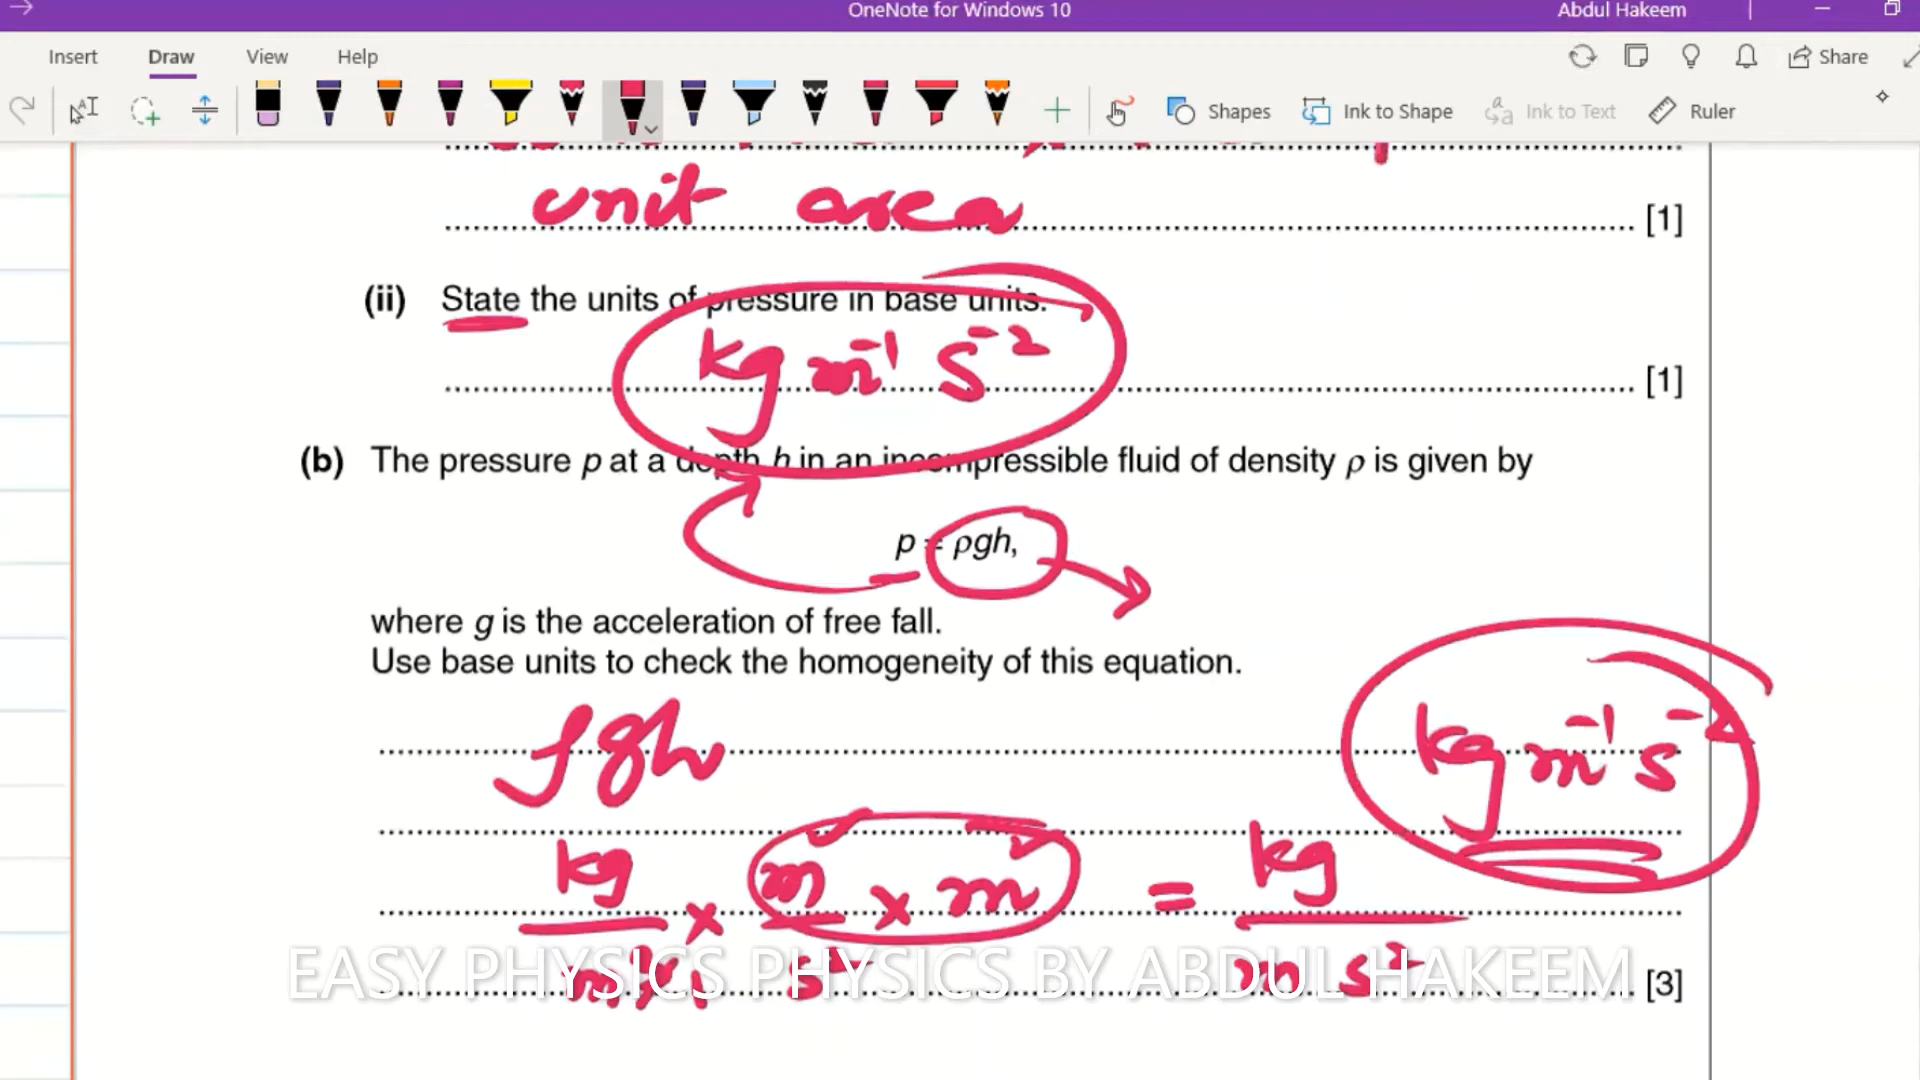 OneNote for Windows 10
Abdul Hakeem
Insert Draw View Help
Share
Shapes Ink to Shape Ink to Text Ruler
unit area
[1]
(ii) State the units of pressure in base units.
kg m⁻¹ s⁻²
[1]
(b) The pressure p at a depth h in an incompressible fluid of density ρ is given by
p = ρgh,
where g is the acceleration of free fall.
Use base units to check the homogeneity of this equation.
ρgh
kg m⁻¹ s⁻²
kg/m³ × m/s² × m = kg/m s²
EASY PHYSICS PHYSICS BY ABDUL HAKEEM
[3]